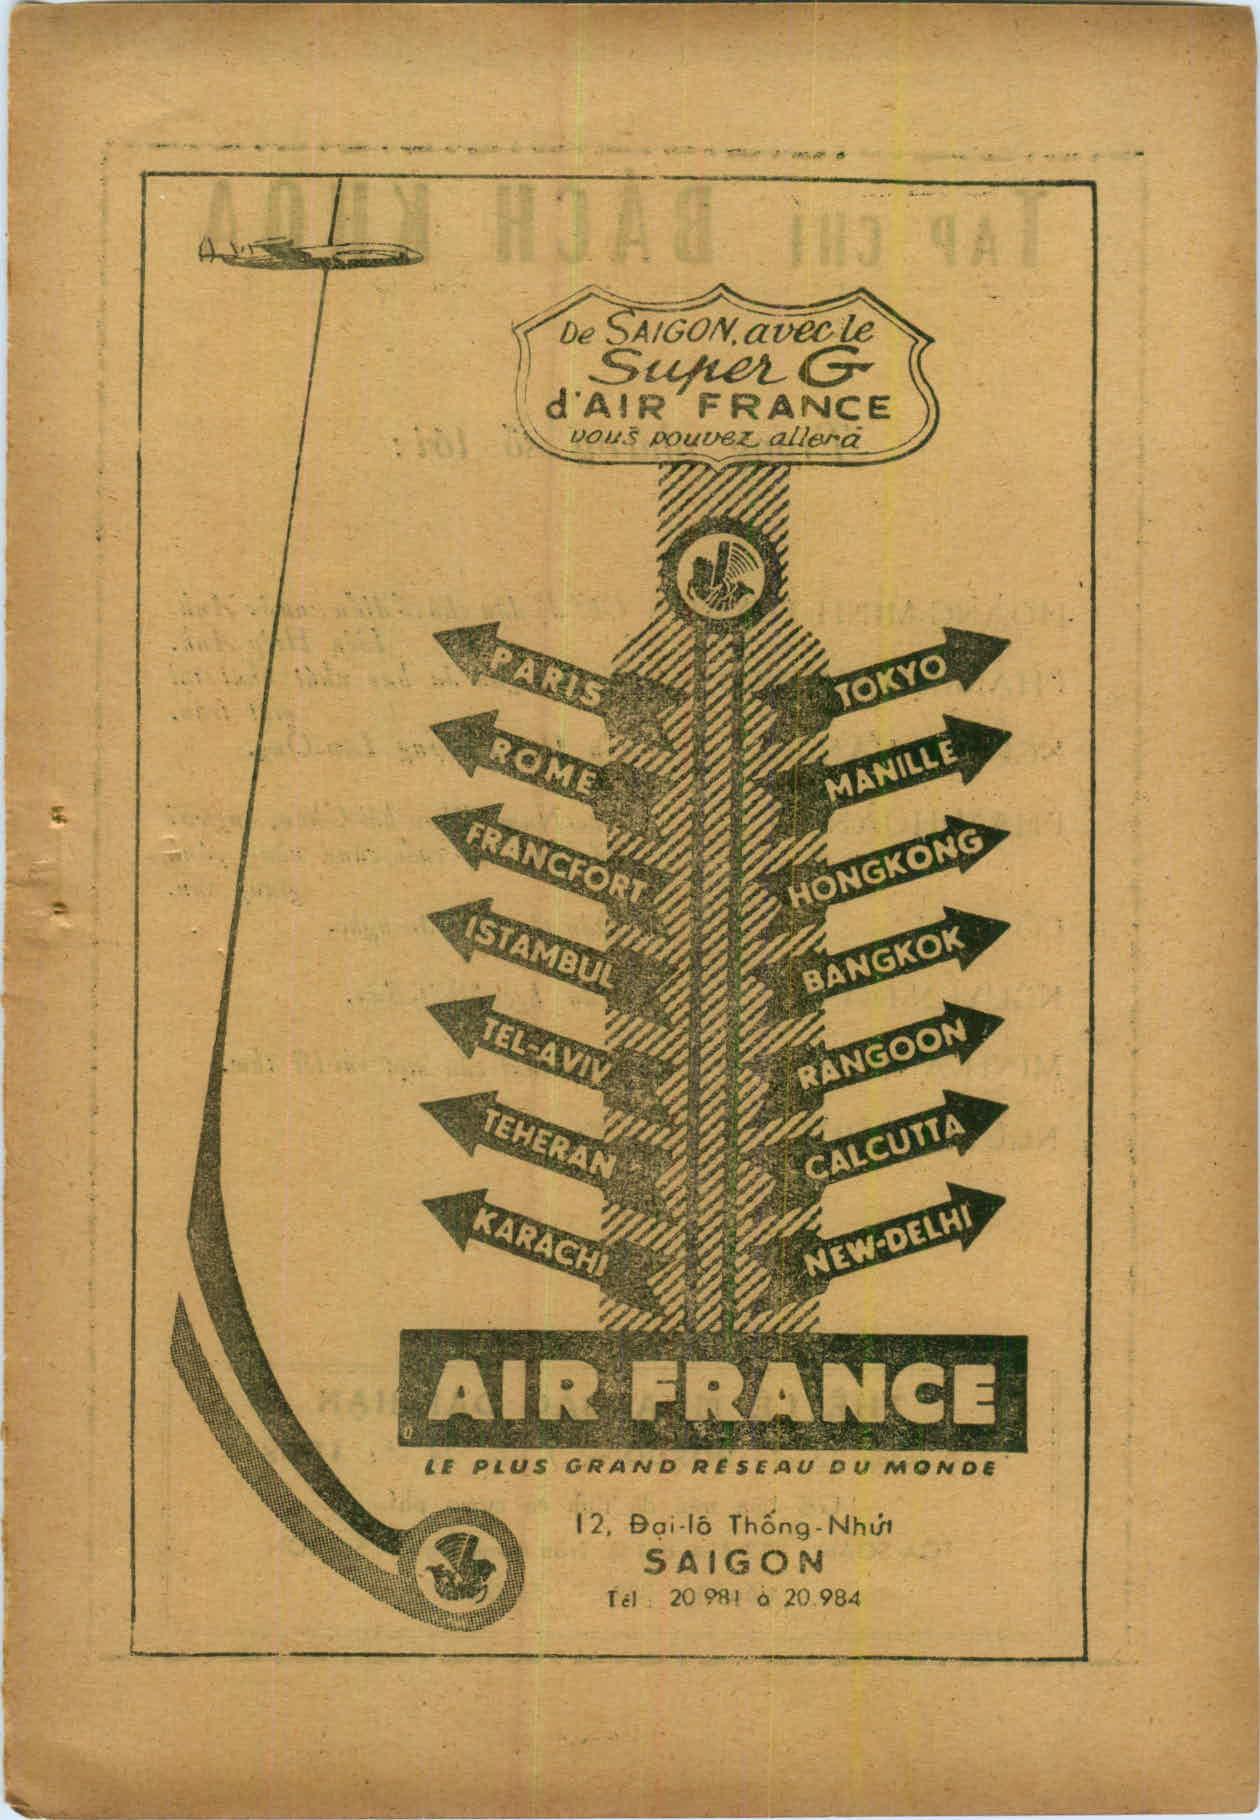 De SAIGON, avec le
Super G
d'AIR FRANCE
vous pouvez aller à
PARIS
ROME
FRANCFORT
ISTAMBUL
TEL-AVIV
TEHERAN
KARACHI
TOKYO
MANILLE
HONGKONG
BANGKOK
RANGOON
CALCUTTA
NEW-DELHI
AIR FRANCE
LE PLUS GRAND RÉSEAU DU MONDE
12, Đại-lộ Thống-Nhứt
SAIGON
Tél : 20 981 à 20.984